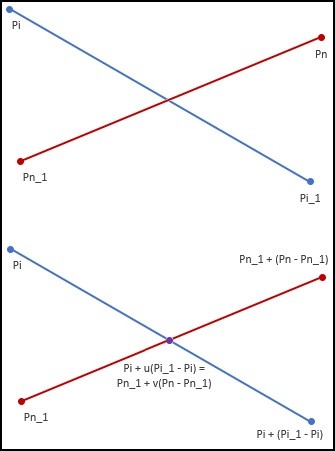 Pi
Pn
Pn_1
Pi_1
Pn_1 + (Pn - Pn_1)
Pi
Pi + u(Pi_1 - Pi) =
Pn_1 + v(Pn - Pn_1)
Pn_1
Pi + (Pi_1 - Pi)